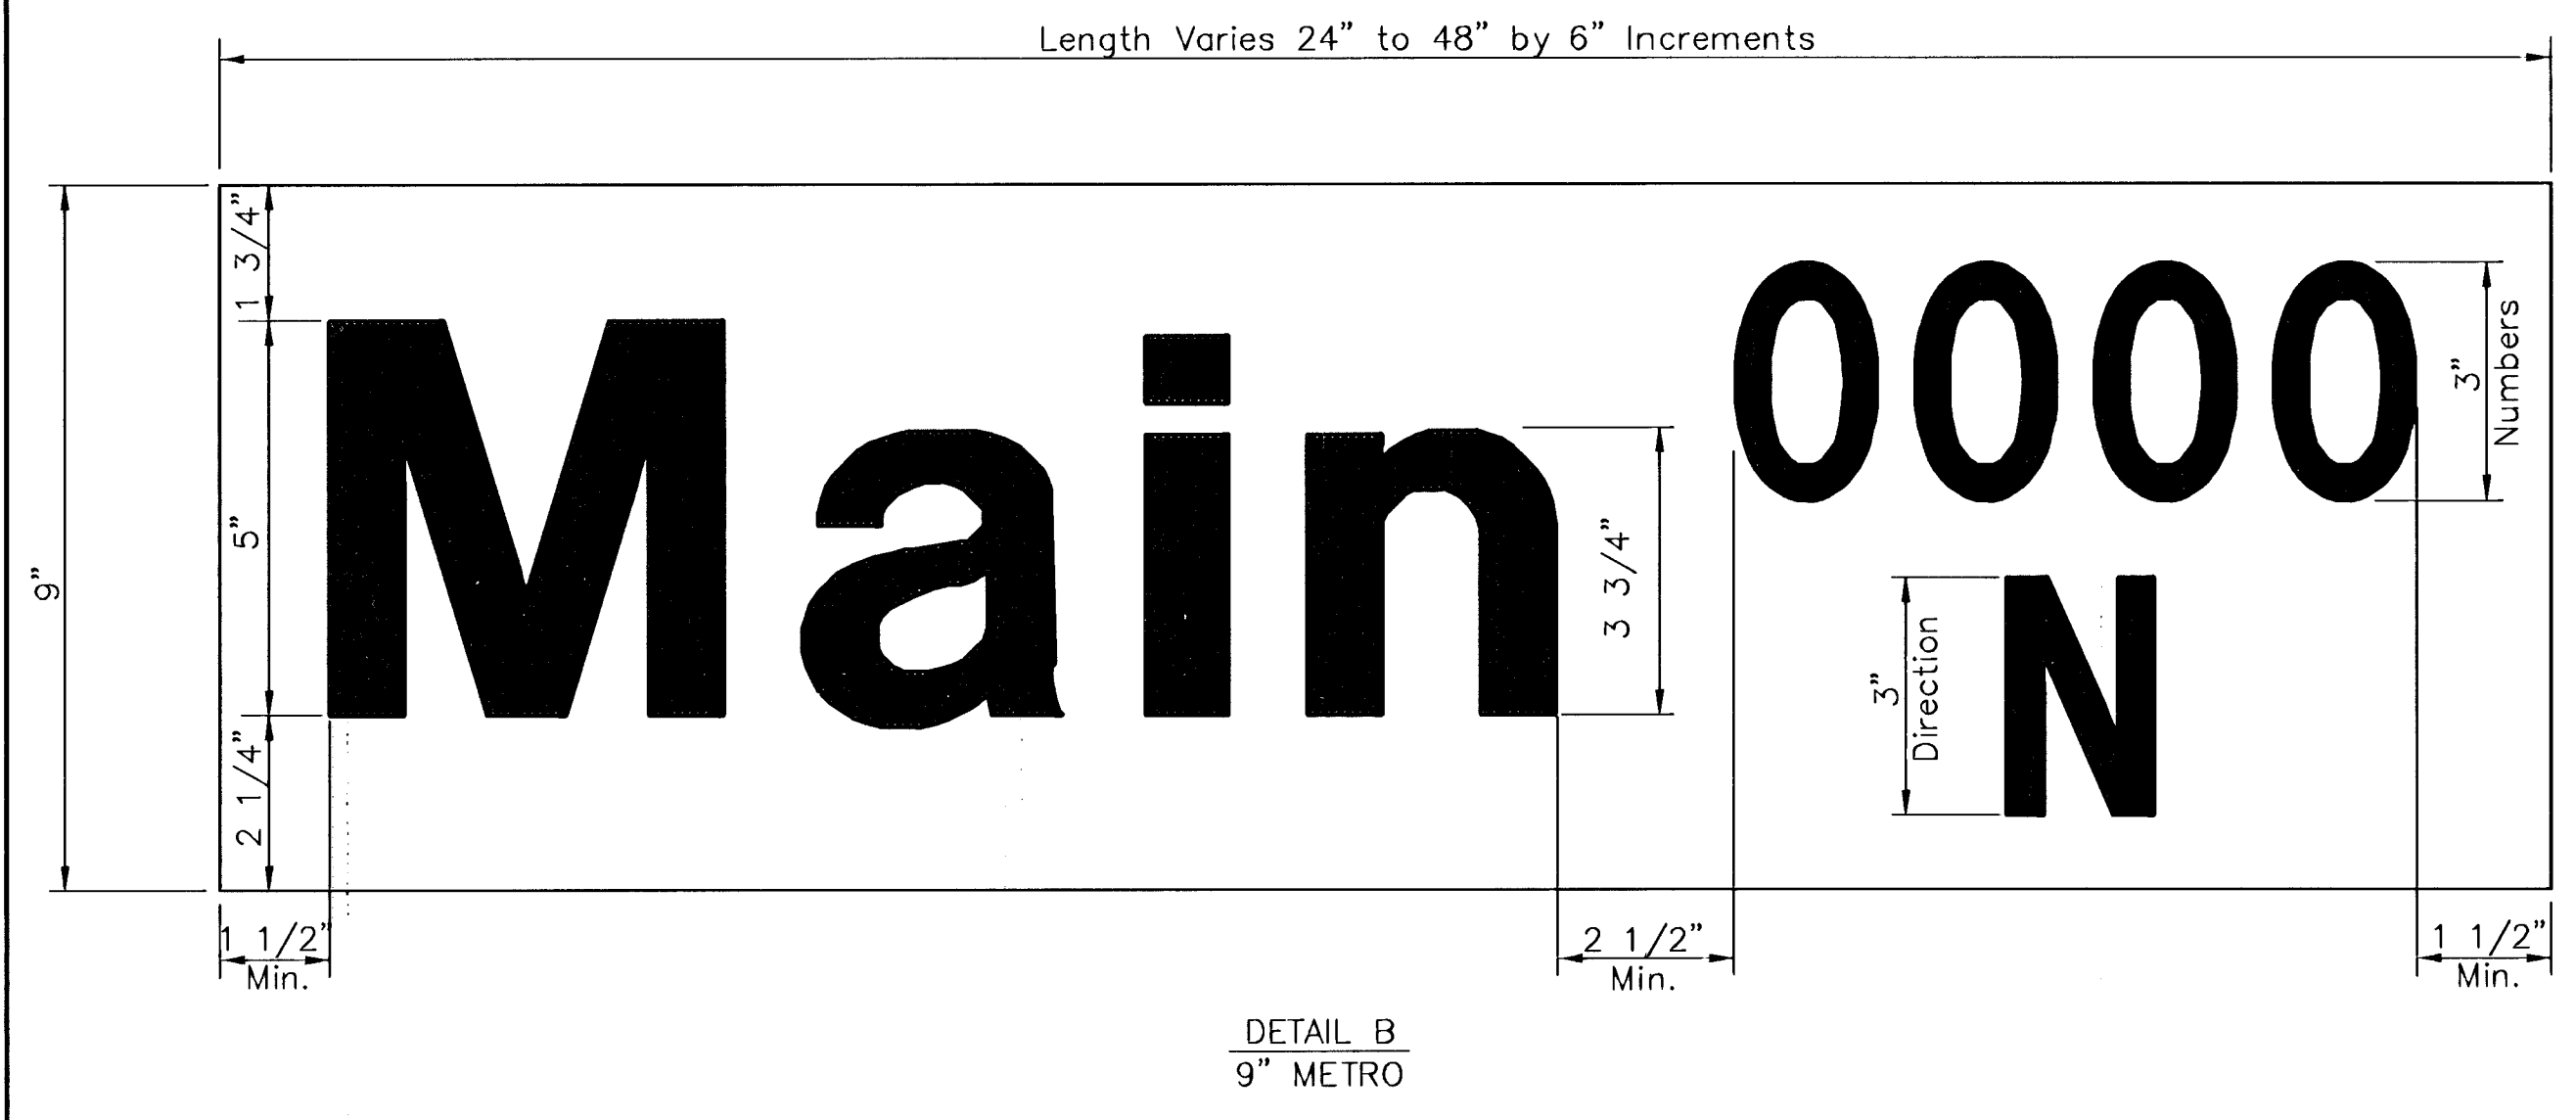 Length Varies 24" to 48" by 6" Increments
1 3/4"
5"
2 1/4"
9"
Main
0000
N
3 3/4"
3"
Numbers
3"
Direction
1 1/2"
Min.
2 1/2"
Min.
1 1/2"
Min.
DETAIL B
9" METRO